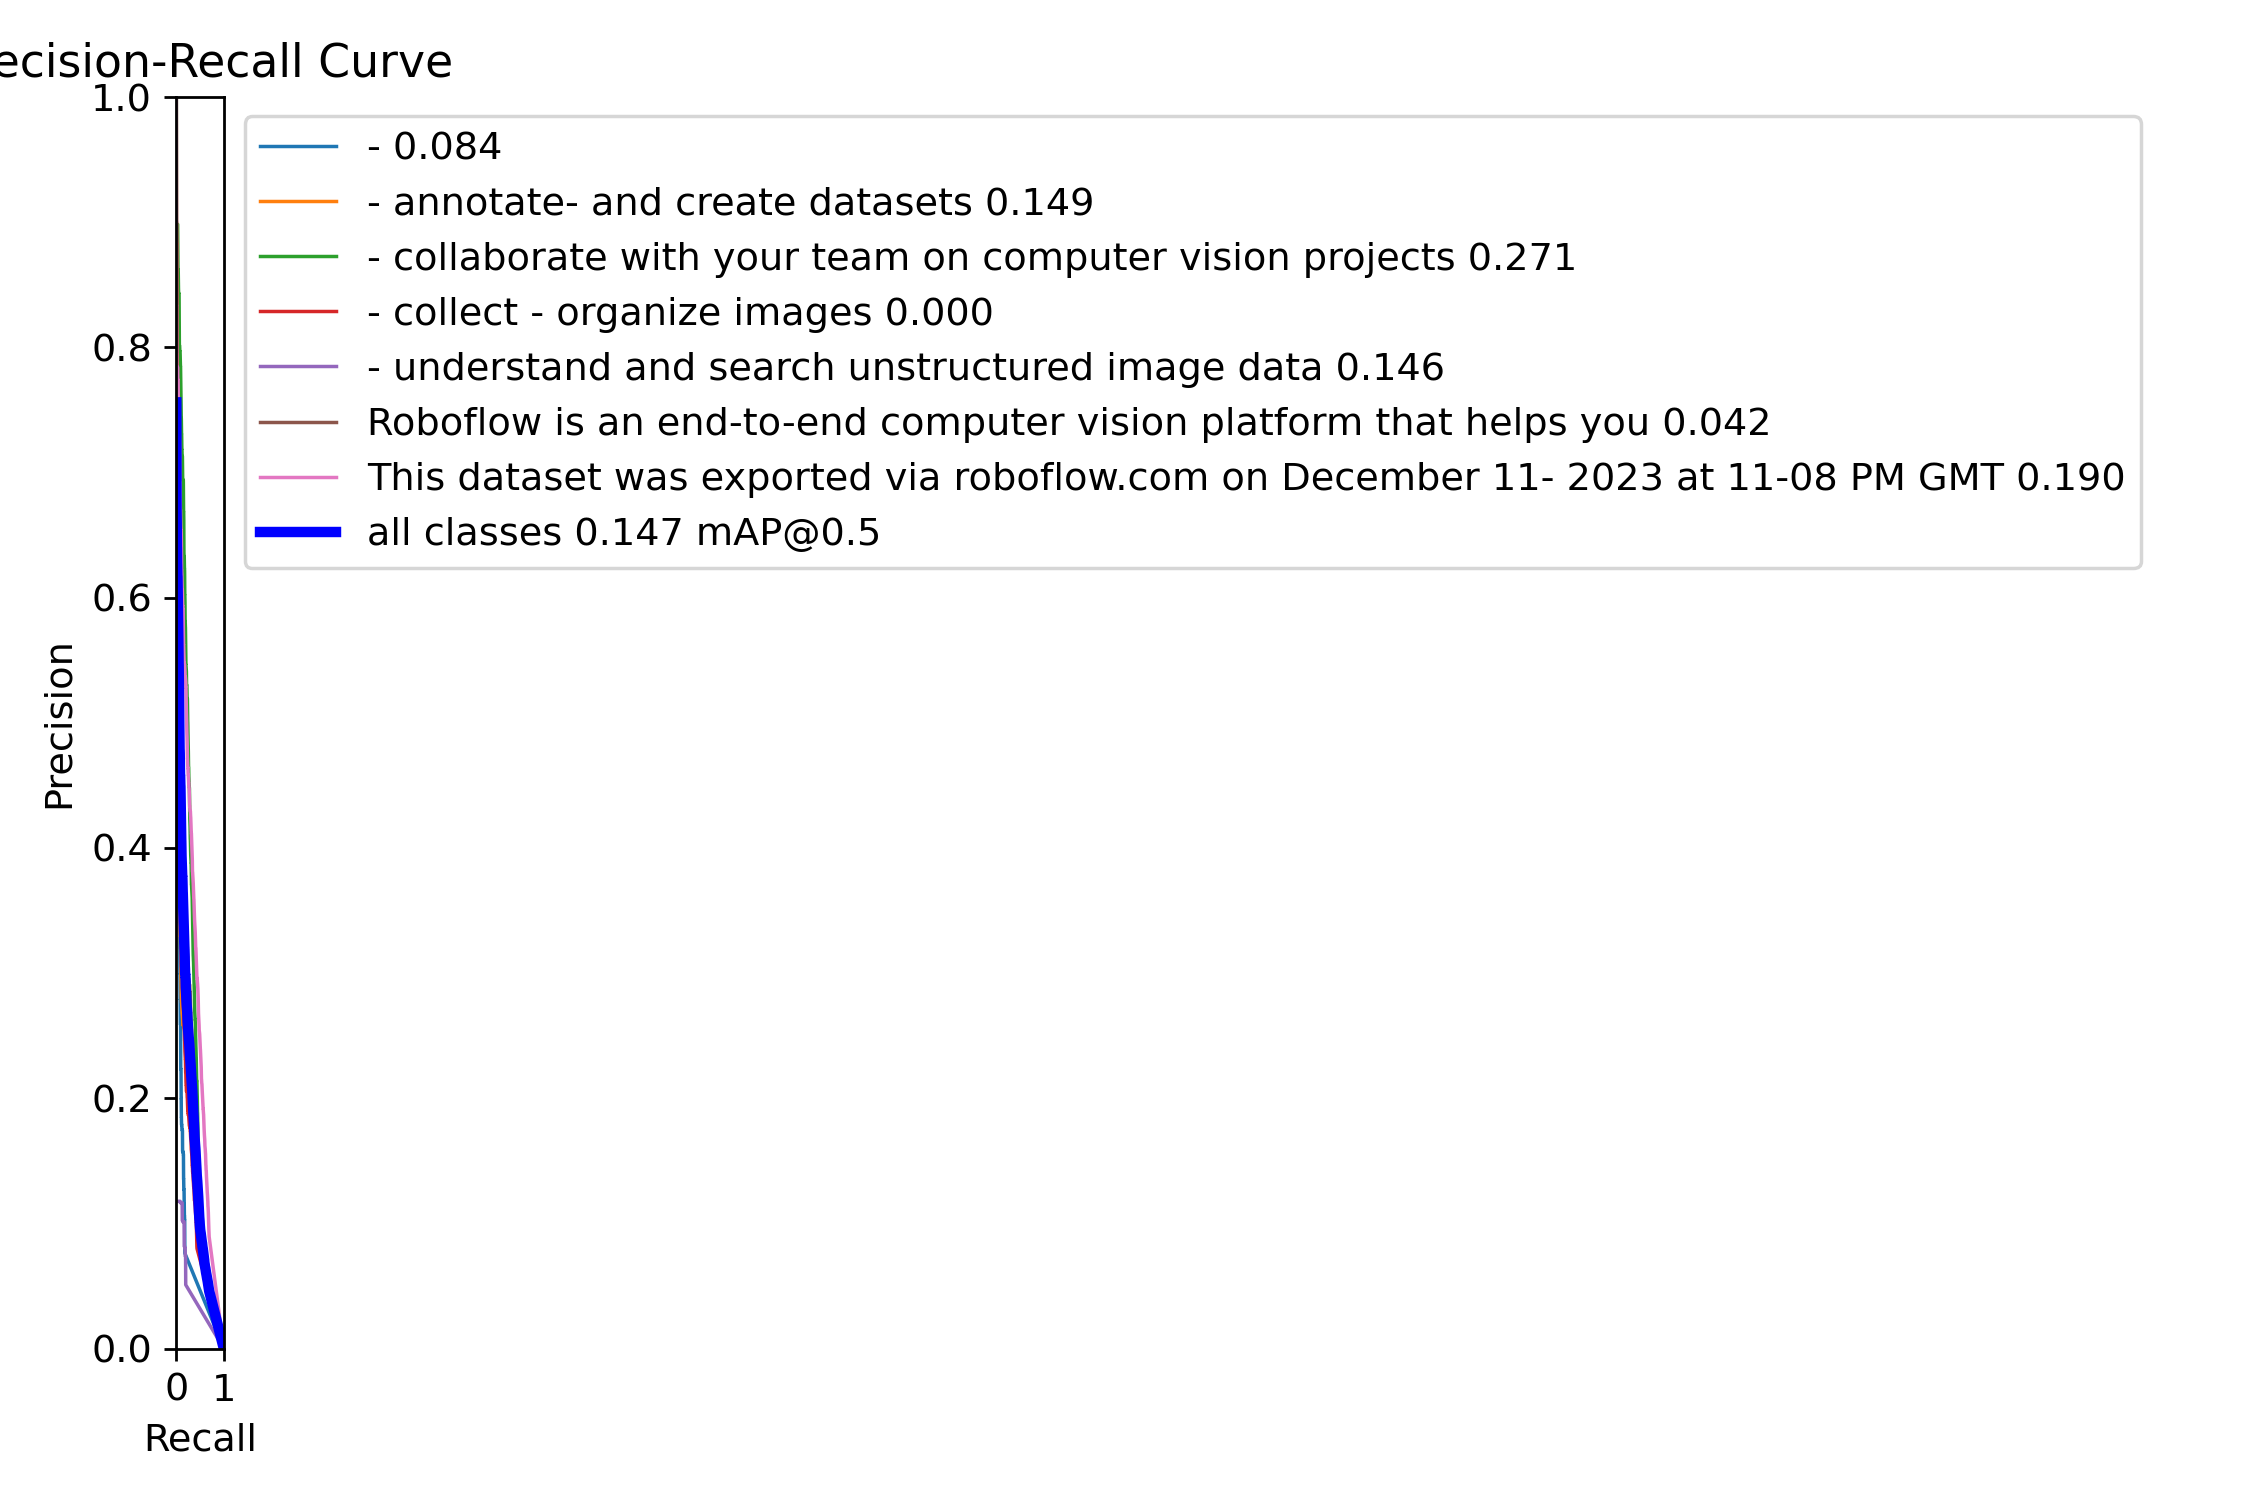 ecision-Recall Curve
1.0
0.8
0.6
0.4
0.2
0.0
Precision
0 1
Recall
- 0.084
- annotate- and create datasets 0.149
- collaborate with your team on computer vision projects 0.271
- collect - organize images 0.000
- understand and search unstructured image data 0.146
Roboflow is an end-to-end computer vision platform that helps you 0.042
This dataset was exported via roboflow.com on December 11- 2023 at 11-08 PM GMT 0.190
all classes 0.147 mAP@0.5